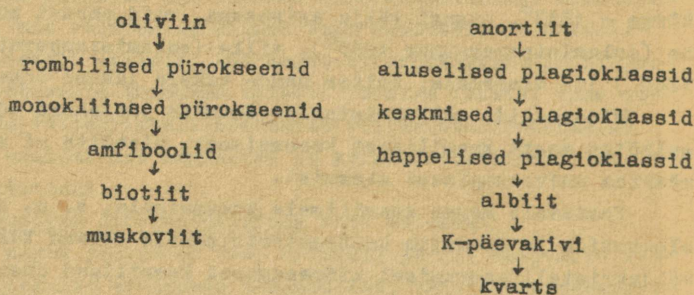 oliviin
rombilised pürokseenid
monokliinsed pürokseenid
amfiboolid
biotiit
muskoviit
anortiit
aluselised plagioklassid
keskmised plagioklassid
happelised plagioklassid
albiit
K-päevakivi
kvarts